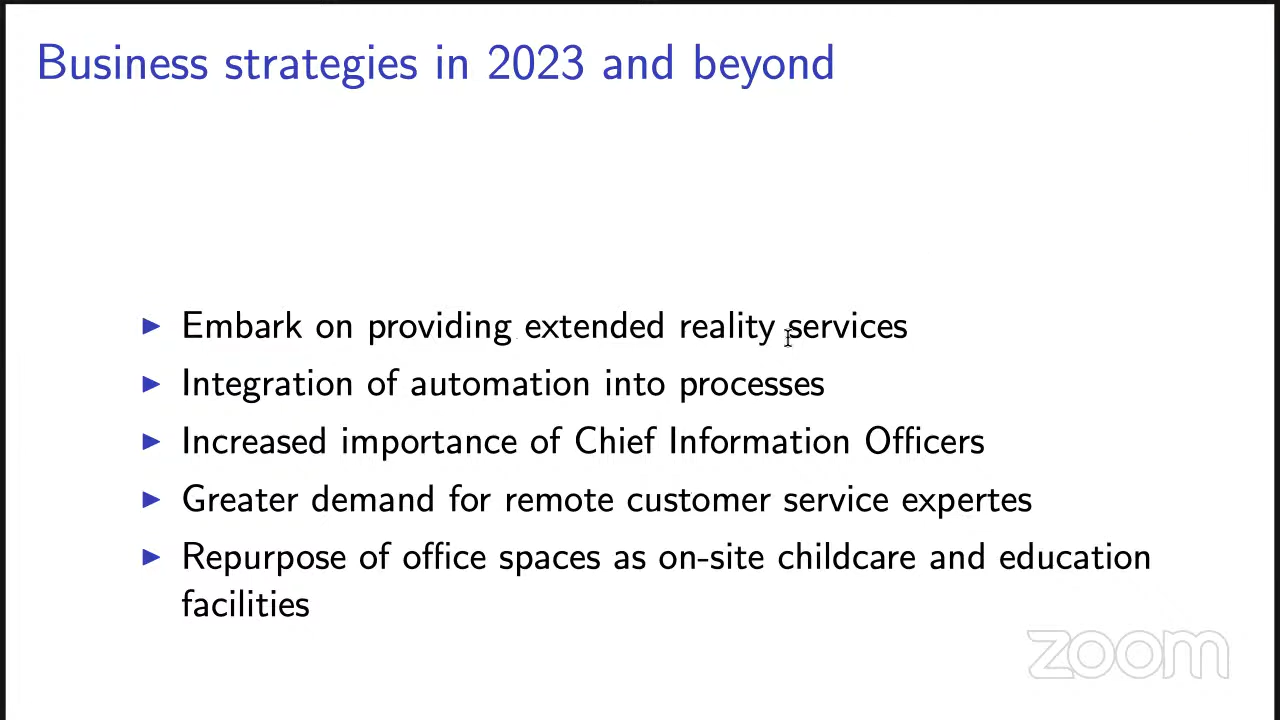 Business strategies in 2023 and beyond
Embark on providing extended reality services
Integration of automation into processes
Increased importance of Chief Information Officers
Greater demand for remote customer service expertes
Repurpose of office spaces as on-site childcare and education
facilities
zoom